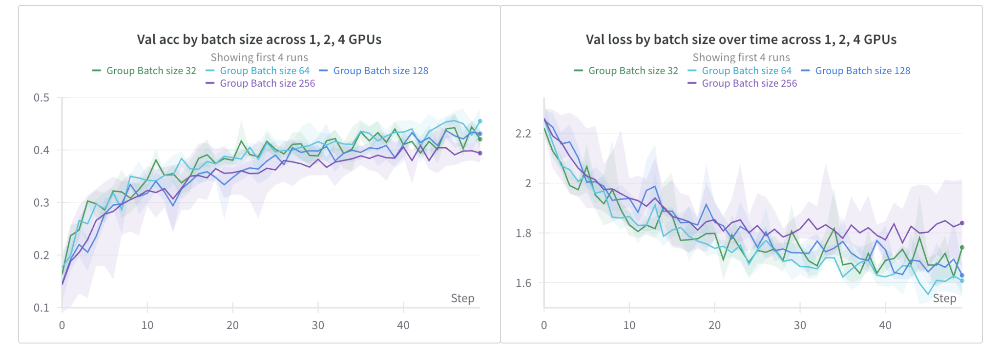 Val acc by batch size across 1, 2, 4 GPUs
Showing first 4 runs
Group Batch size 32 Group Batch size 64 Group Batch size 128
Group Batch size 256
0.5
0.4
0.3
0.2
0.1
Step
0 10 20 30 40
Val loss by batch size over time across 1, 2, 4 GPUs
Showing first 4 runs
Group Batch size 32 Group Batch size 64 Group Batch size 128
Group Batch size 256
2.2
2
1.8
1.6
Step
0 10 20 30 40